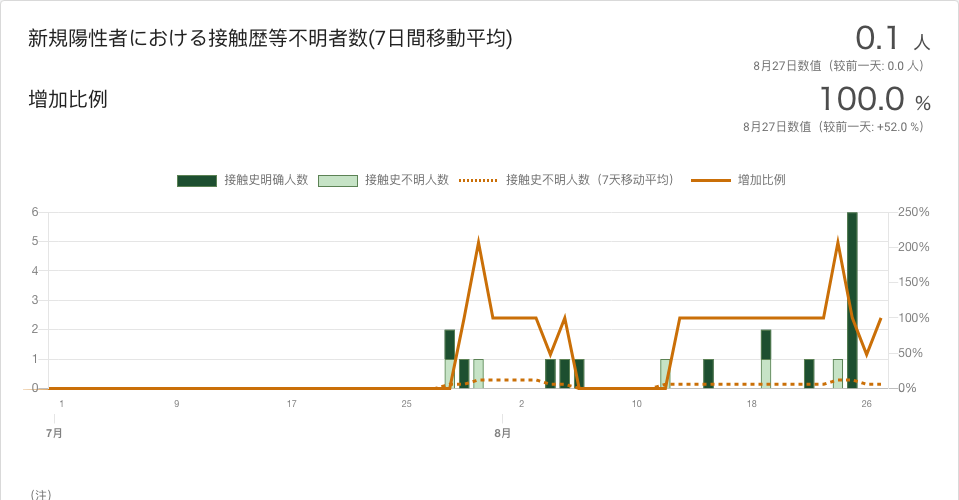 新規陽性者における接触歴等不明者数(7日間移動平均)
0.1 人
8月27日数值（较前一天: 0.0 人）
增加比例
100.0 %
8月27日数值（较前一天: +52.0 %）
接触史明确人数 接触史不明人数 接触史不明人数（7天移动平均） 增加比例
6 250%
5 200%
4 150%
3 100%
2 50%
1 0%
0
1 9 17 25 2 10 18 26
7月 8月
(注)